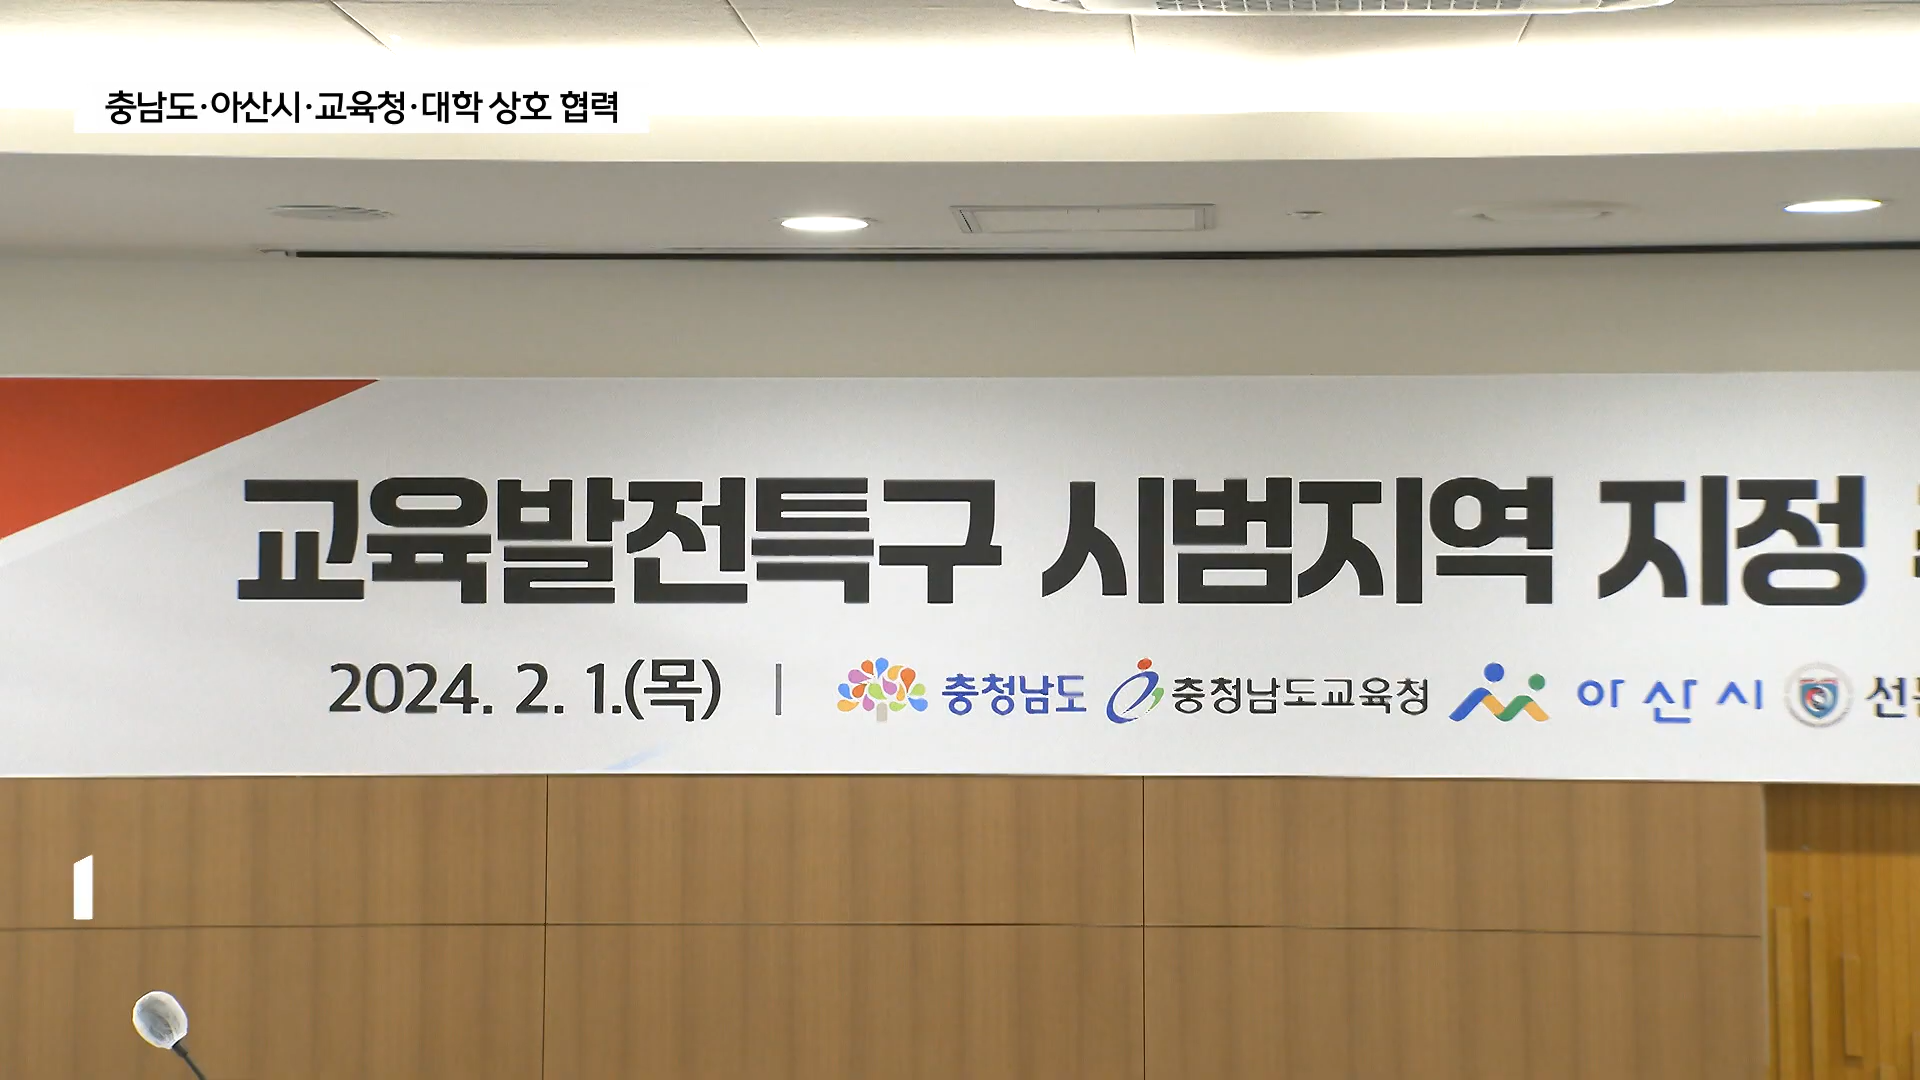 충남도·아산시·교육청·대학 상호 협력
교육발전특구 시범지역 지정
2024. 2. 1.(목) | 충청남도 충청남도교육청 아산시